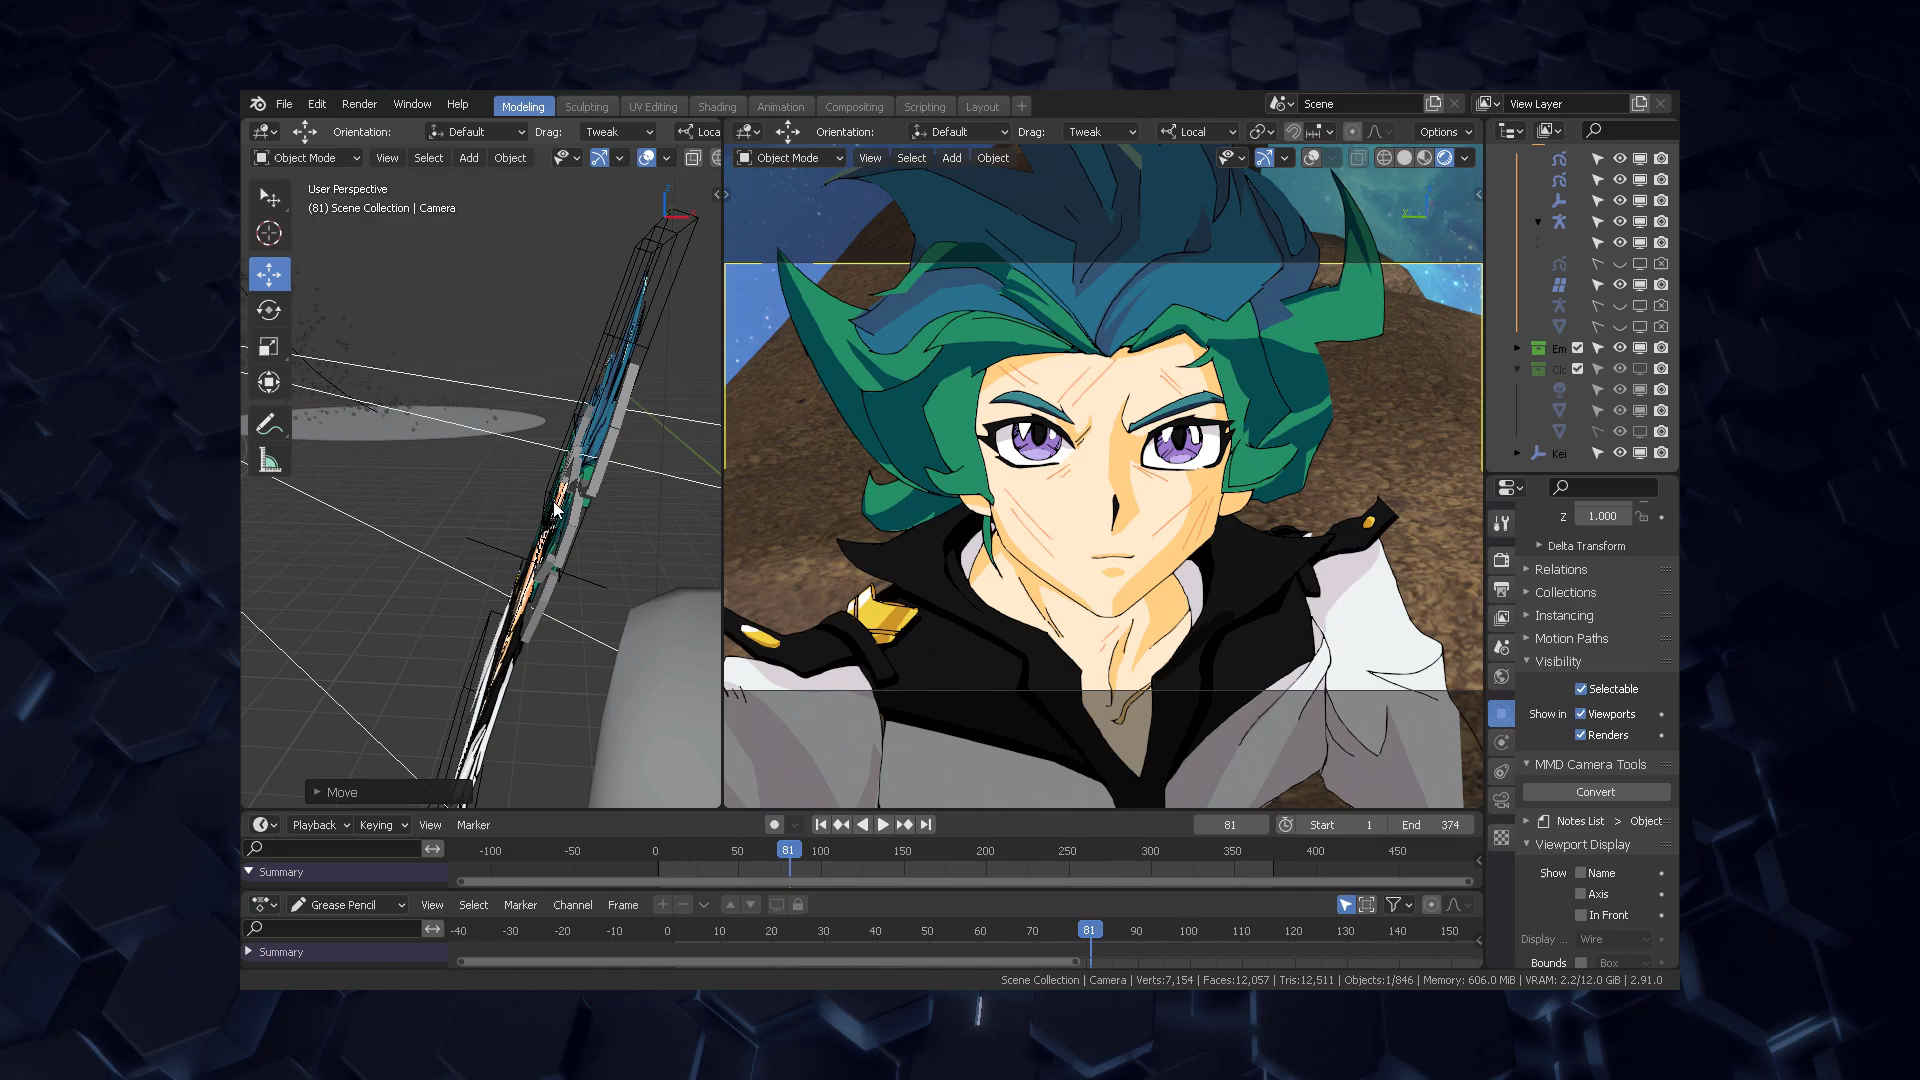 File Edit Render Window Help Modeling Sculpting UV Editing Shading Animation Compositing Scripting Layout Scene View Layer
Orientation: Default Drag: Tweak Loca
Orientation: Default Drag: Tweak Local Options
Object Mode View Select Add Object
Object Mode View Select Add Object
User Perspective
(81) Scene Collection | Camera
Em
Clo
Kei
Z 1.000
Delta Transform
Relations
Collections
Instancing
Motion Paths
Visibility
Selectable
Show in Viewports
Renders
MMD Camera Tools
Convert
Notes List > Object
Viewport Display
Show Name
Axis
In Front
Display ... Wire
Bounds Box
Move
Playback Keying View Marker 81 Start 1 End 374
-100 -50 0 50 81 100 150 200 250 300 350 400 450
Summary
Grease Pencil View Select Marker Channel Frame
-40 -30 -20 -10 0 10 20 30 40 50 60 70 81 90 100 110 120 130 140 150
Summary
Scene Collection | Camera | Verts:7,154 | Faces:12,057 | Tris:12,511 | Objects:1/846 | Memory: 606.0 MiB | VRAM: 2.2/12.0 GiB | 2.91.0